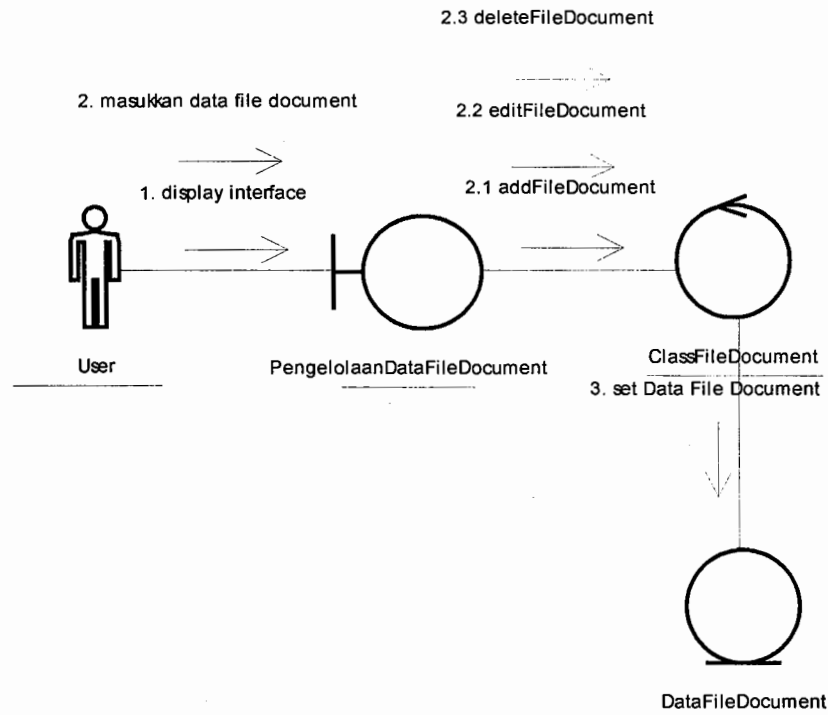 2.3 deleteFileDocument
2. masukkan data file document
2.2 editFileDocument
1. display interface
2.1 addFileDocument
User
PengelolaanDataFileDocument
ClassFileDocument
3. set Data File Document
DataFileDocument